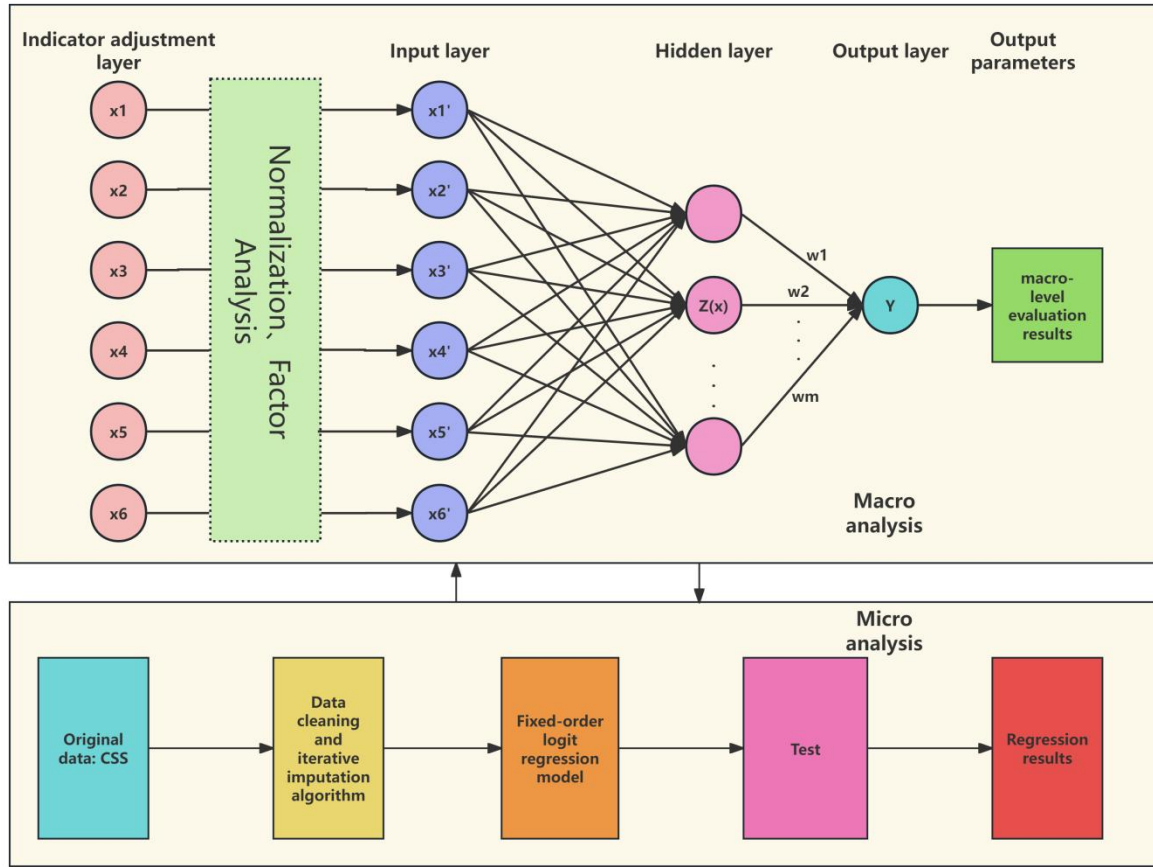 Indicator adjustment
layer
Input layer
Hidden layer
Output layer
Output
parameters
x1
x2
x3
x4
x5
x6
Normalization、Factor
Analysis
x1'
x2'
x3'
x4'
x5'
x6'
Z(x)
w1
w2
wm
Y
macro-
level
evaluation
results
Macro
analysis
Micro
analysis
Original
data: CSS
Data
cleaning
and
iterative
imputation
algorithm
Fixed-order
logit
regression
model
Test
Regression
results